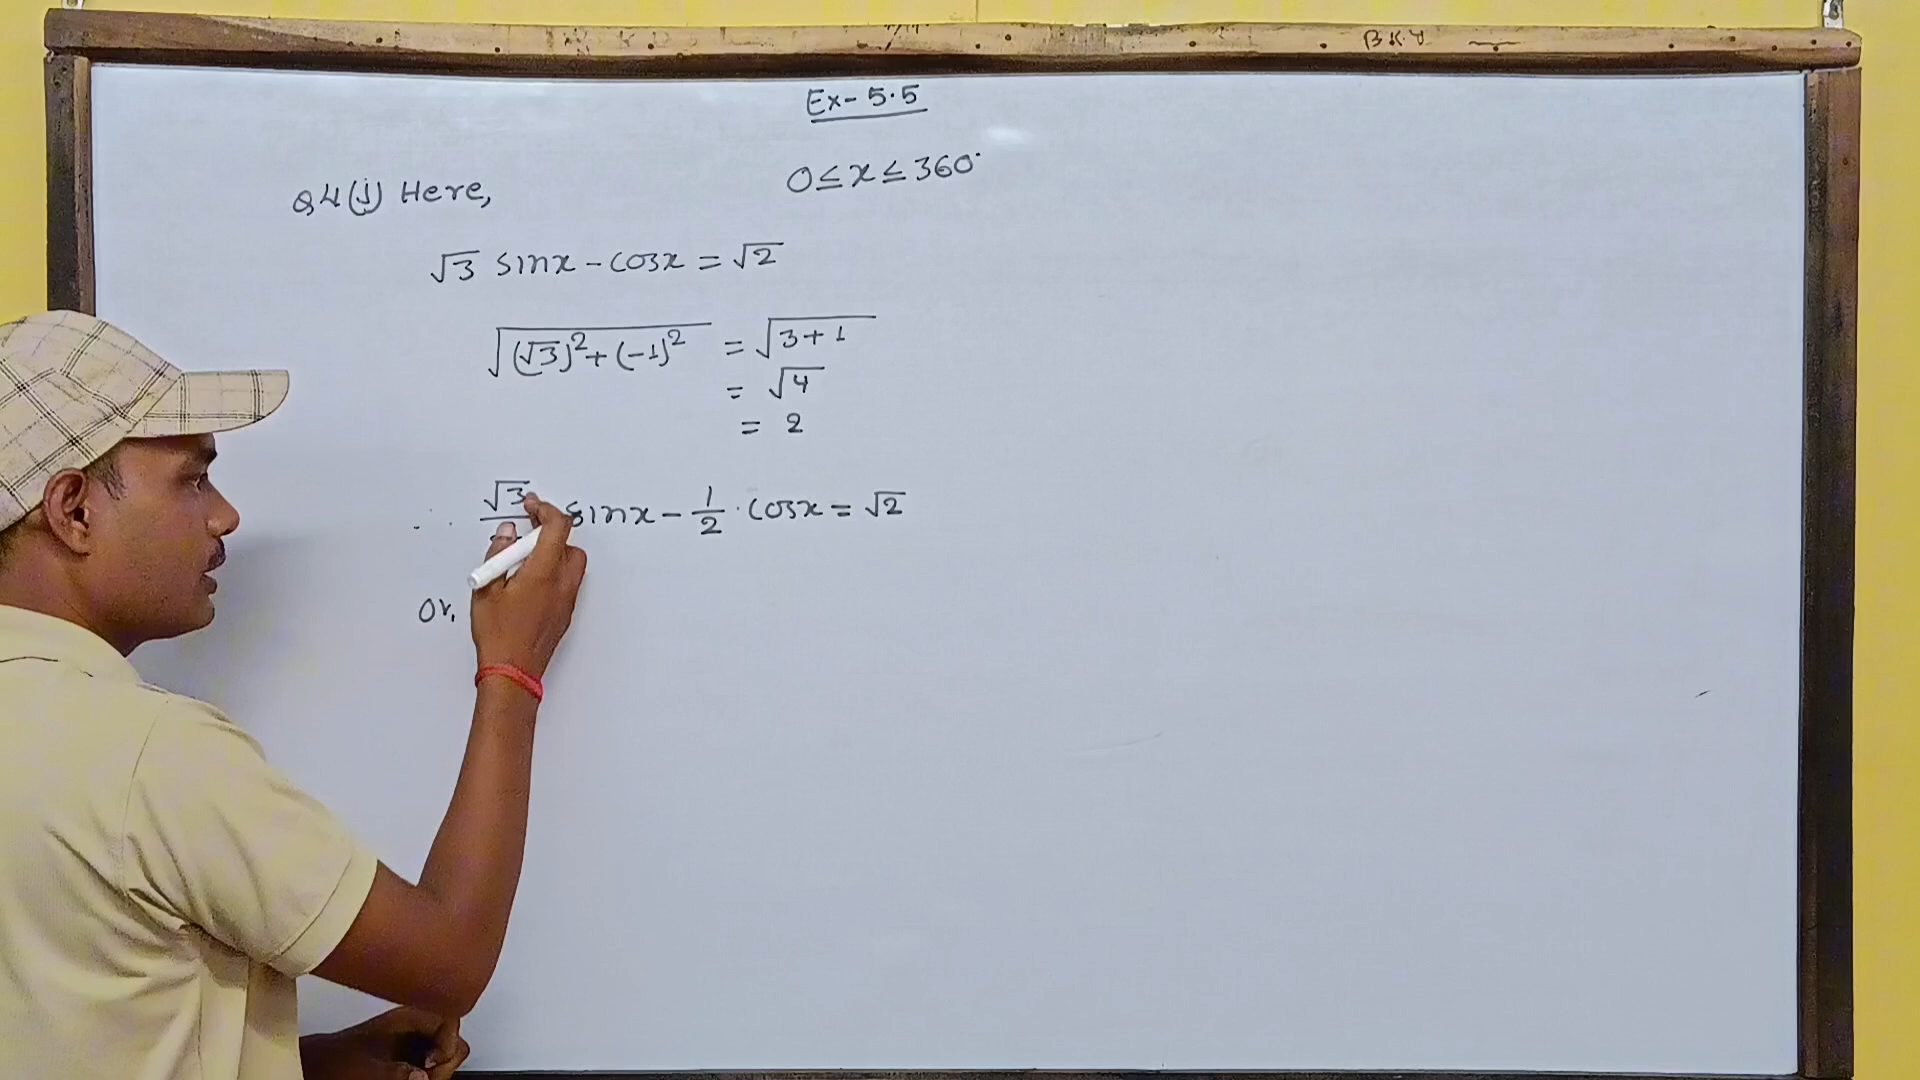 B K Y
Ex- 5.5
0 ≤ x ≤ 360°
Q4(j) Here,
√3 sinx - cosx = √2
√((√3)² + (-1)²) = √(3+1)
= √4
= 2
∴ √3 sinx - 1/2 . cosx = √2
Or,